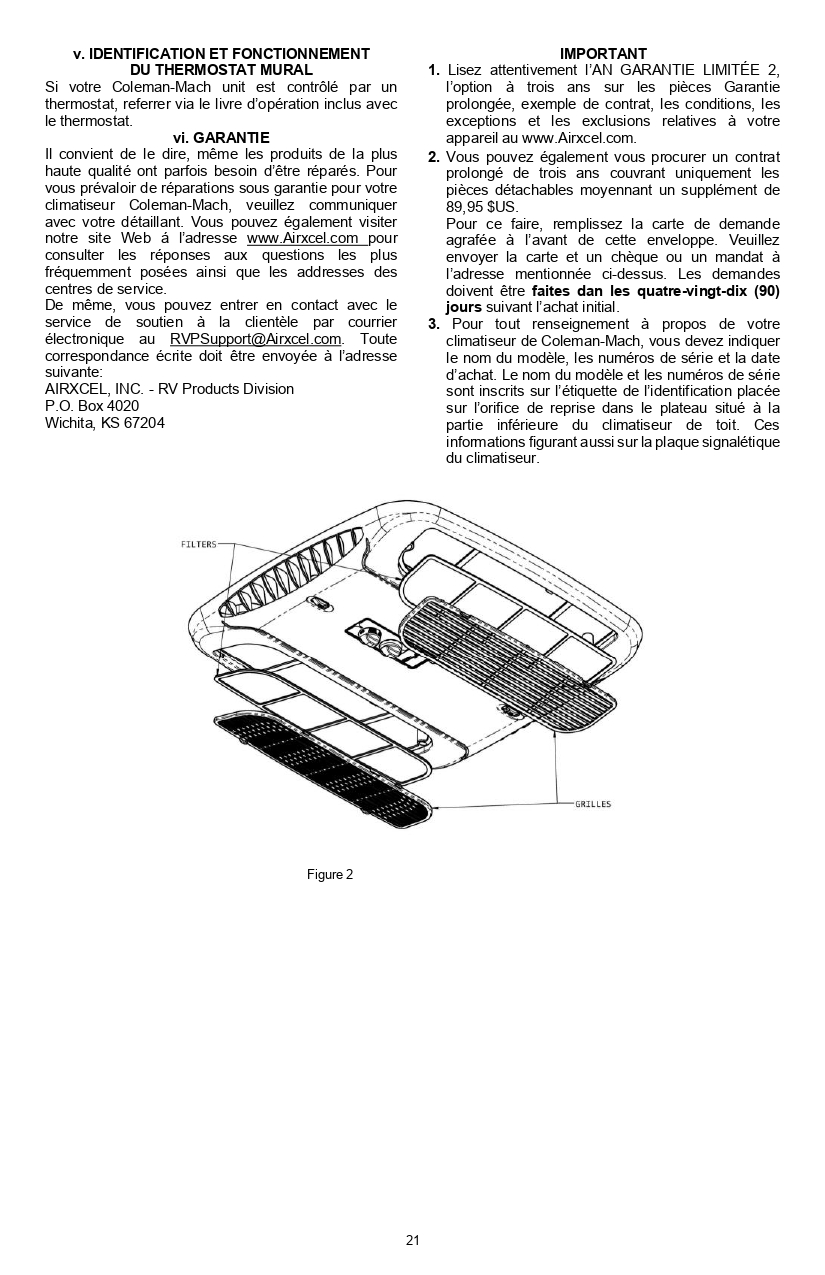 v. IDENTIFICATION ET FONCTIONNEMENT
DU THERMOSTAT MURAL
Si votre Coleman-Mach unit est contrôlé par un
thermostat, referrer via le livre d’opération inclus avec
le thermostat.
vi. GARANTIE
Il convient de le dire, même les produits de la plus
haute qualité ont parfois besoin d’être réparés. Pour
vous prévaloir de réparations sous garantie pour votre
climatiseur Coleman-Mach, veuillez communiquer
avec votre détaillant. Vous pouvez également visiter
notre site Web á l’adresse www.Airxcel.com pour
consulter les réponses aux questions les plus
fréquemment posées ainsi que les addresses des
centres de service.
De même, vous pouvez entrer en contact avec le
service de soutien à la clientèle par courrier
électronique au RVPSupport@Airxcel.com. Toute
correspondance écrite doit être envoyée à l’adresse
suivante:
AIRXCEL, INC. - RV Products Division
P.O. Box 4020
Wichita, KS 67204
IMPORTANT
1. Lisez attentivement l’AN GARANTIE LIMITÉE 2,
l’option à trois ans sur les pièces Garantie
prolongée, exemple de contrat, les conditions, les
exceptions et les exclusions relatives à votre
appareil au www.Airxcel.com.
2. Vous pouvez également vous procurer un contrat
prolongé de trois ans couvrant uniquement les
pièces détachables moyennant un supplément de
89,95 $US.
Pour ce faire, remplissez la carte de demande
agrafée à l’avant de cette enveloppe. Veuillez
envoyer la carte et un chèque ou un mandat à
l’adresse mentionnée ci-dessus. Les demandes
doivent être faites dan les quatre-vingt-dix (90)
jours suivant l’achat initial.
3. Pour tout renseignement à propos de votre
climatiseur de Coleman-Mach, vous devez indiquer
le nom du modèle, les numéros de série et la date
d’achat. Le nom du modèle et les numéros de série
sont inscrits sur l’étiquette de l’identification placée
sur l’orifice de reprise dans le plateau situé à la
partie inférieure du climatiseur de toit. Ces
informations figurant aussi sur la plaque signalétique
du climatiseur.
FILTERS
GRILLES
Figure 2
21